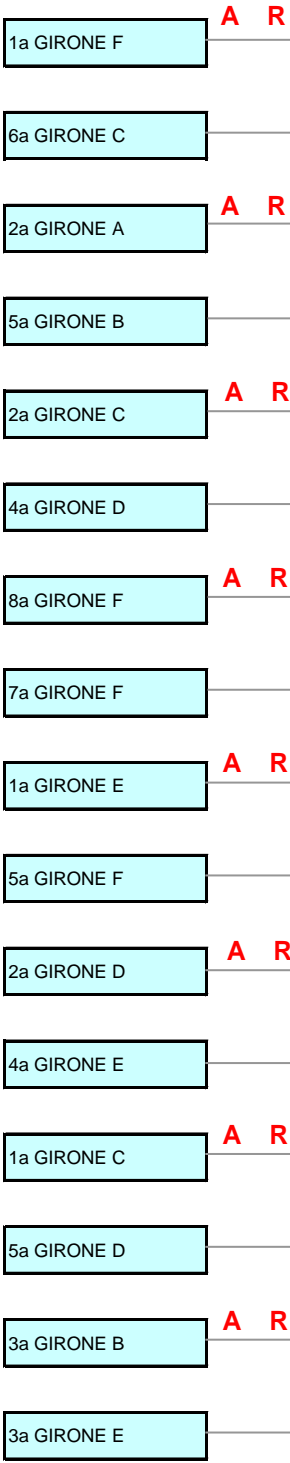 A R
1a GIRONE F
6a GIRONE C
A R
2a GIRONE A
5a GIRONE B
A R
2a GIRONE C
4a GIRONE D
A R
8a GIRONE F
7a GIRONE F
A R
1a GIRONE E
5a GIRONE F
A R
2a GIRONE D
4a GIRONE E
A R
1a GIRONE C
5a GIRONE D
A R
3a GIRONE B
3a GIRONE E